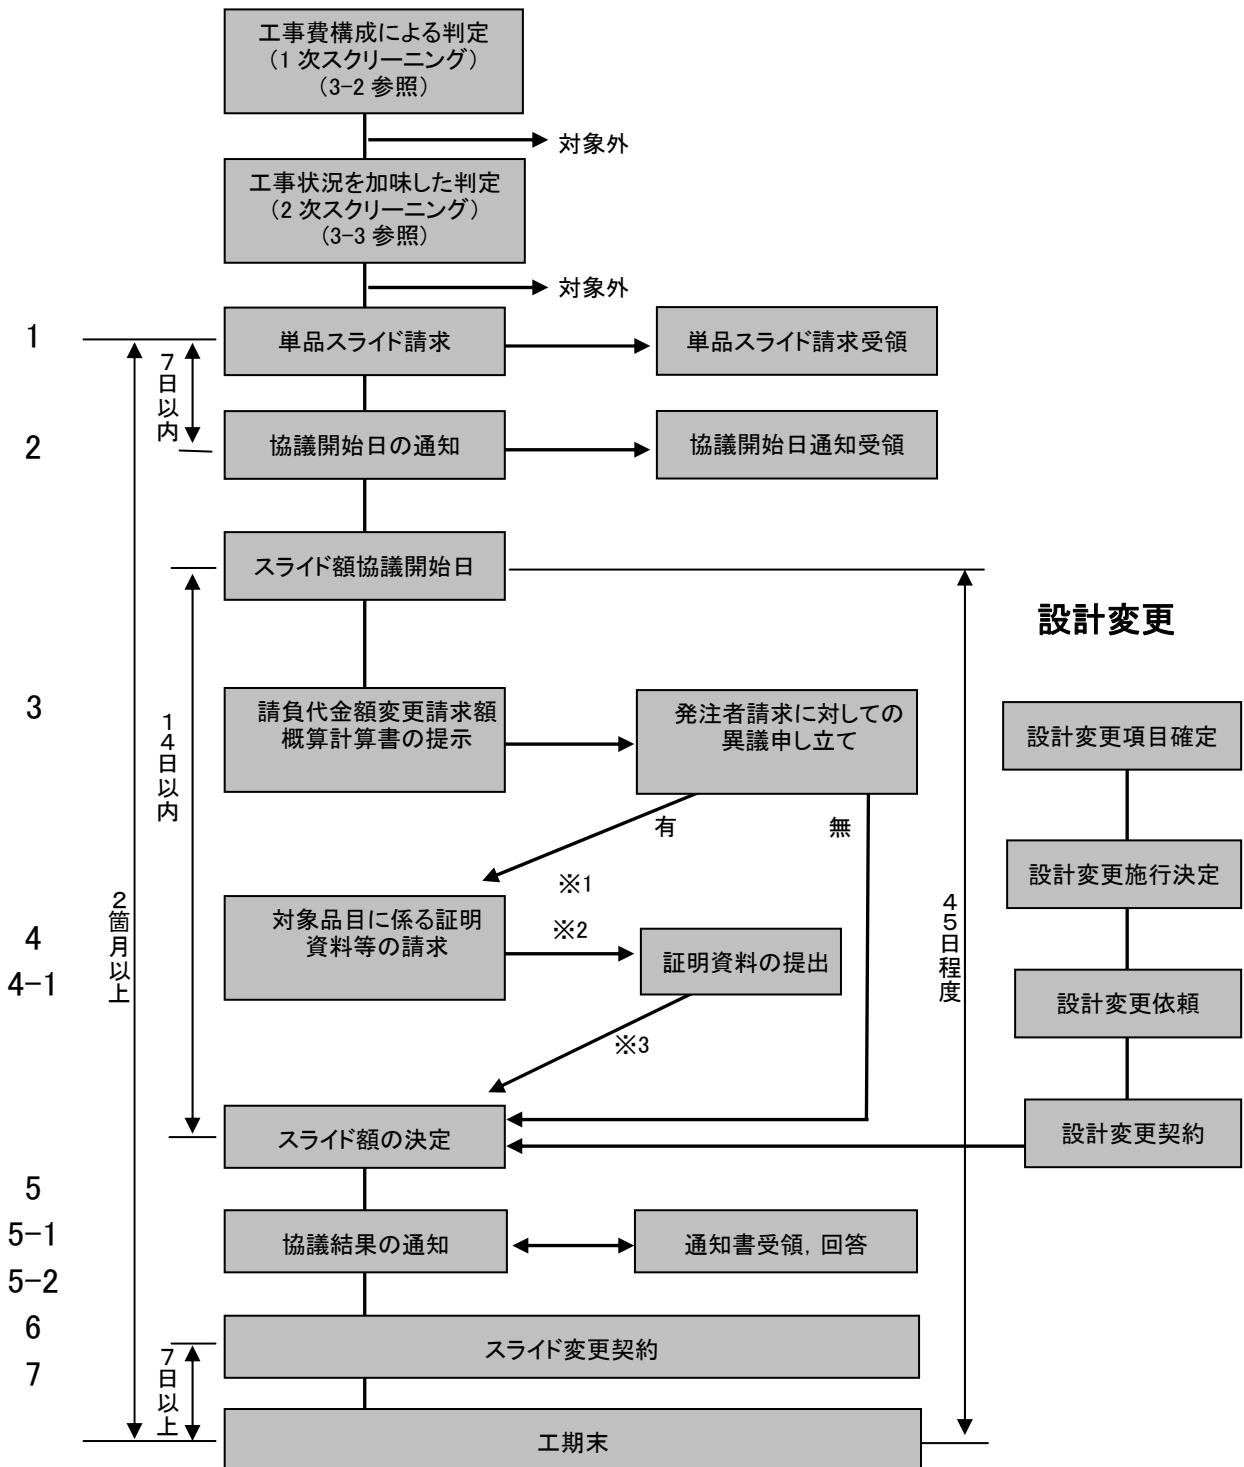 工事費構成による判定
（1 次スクリーニング）
（3-2 参照）
対象外
工事状況を加味した判定
（2 次スクリーニング）
（3-3 参照）
対象外
1
単品スライド請求
単品スライド請求受領
7日以内
2
協議開始日の通知
協議開始日通知受領
スライド額協議開始日
設計変更
3
請負代金額変更請求額
概算計算書の提示
発注者請求に対しての
異議申し立て
設計変更項目確定
14日以内
有
無
設計変更施行決定
※1
2箇月以上
45日程度
4
4-1
対象品目に係る証明
資料等の請求
※2
証明資料の提出
設計変更依頼
※3
スライド額の決定
設計変更契約
5
5-1
5-2
協議結果の通知
通知書受領，回答
6
スライド変更契約
7
7日以上
工期末